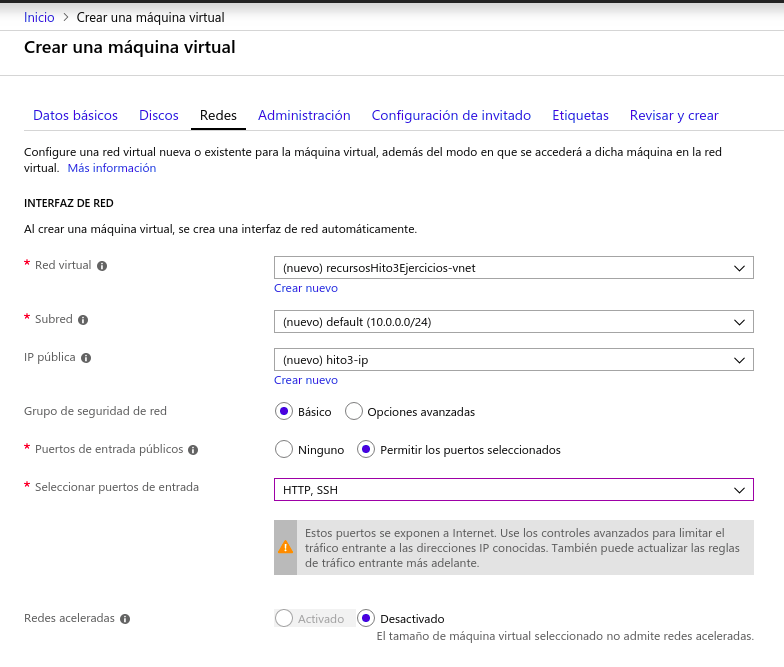 Inicio > Crear una máquina virtual
Crear una máquina virtual
Datos básicos Discos Redes Administración Configuración de invitado Etiquetas Revisar y crear
Configure una red virtual nueva o existente para la máquina virtual, además del modo en que se accederá a dicha máquina en la red
virtual. Más información
INTERFAZ DE RED
Al crear una máquina virtual, se crea una interfaz de red automáticamente.
* Red virtual
(nuevo) recursosHito3Ejercicios-vnet
Crear nuevo
* Subred
(nuevo) default (10.0.0.0/24)
IP pública
(nuevo) hito3-ip
Crear nuevo
Grupo de seguridad de red
Básico Opciones avanzadas
* Puertos de entrada públicos
Ninguno Permitir los puertos seleccionados
* Seleccionar puertos de entrada
HTTP, SSH
Estos puertos se exponen a Internet. Use los controles avanzados para limitar el
tráfico entrante a las direcciones IP conocidas. También puede actualizar las reglas
de tráfico entrante más adelante.
Redes aceleradas
Activado Desactivado
El tamaño de máquina virtual seleccionado no admite redes aceleradas.